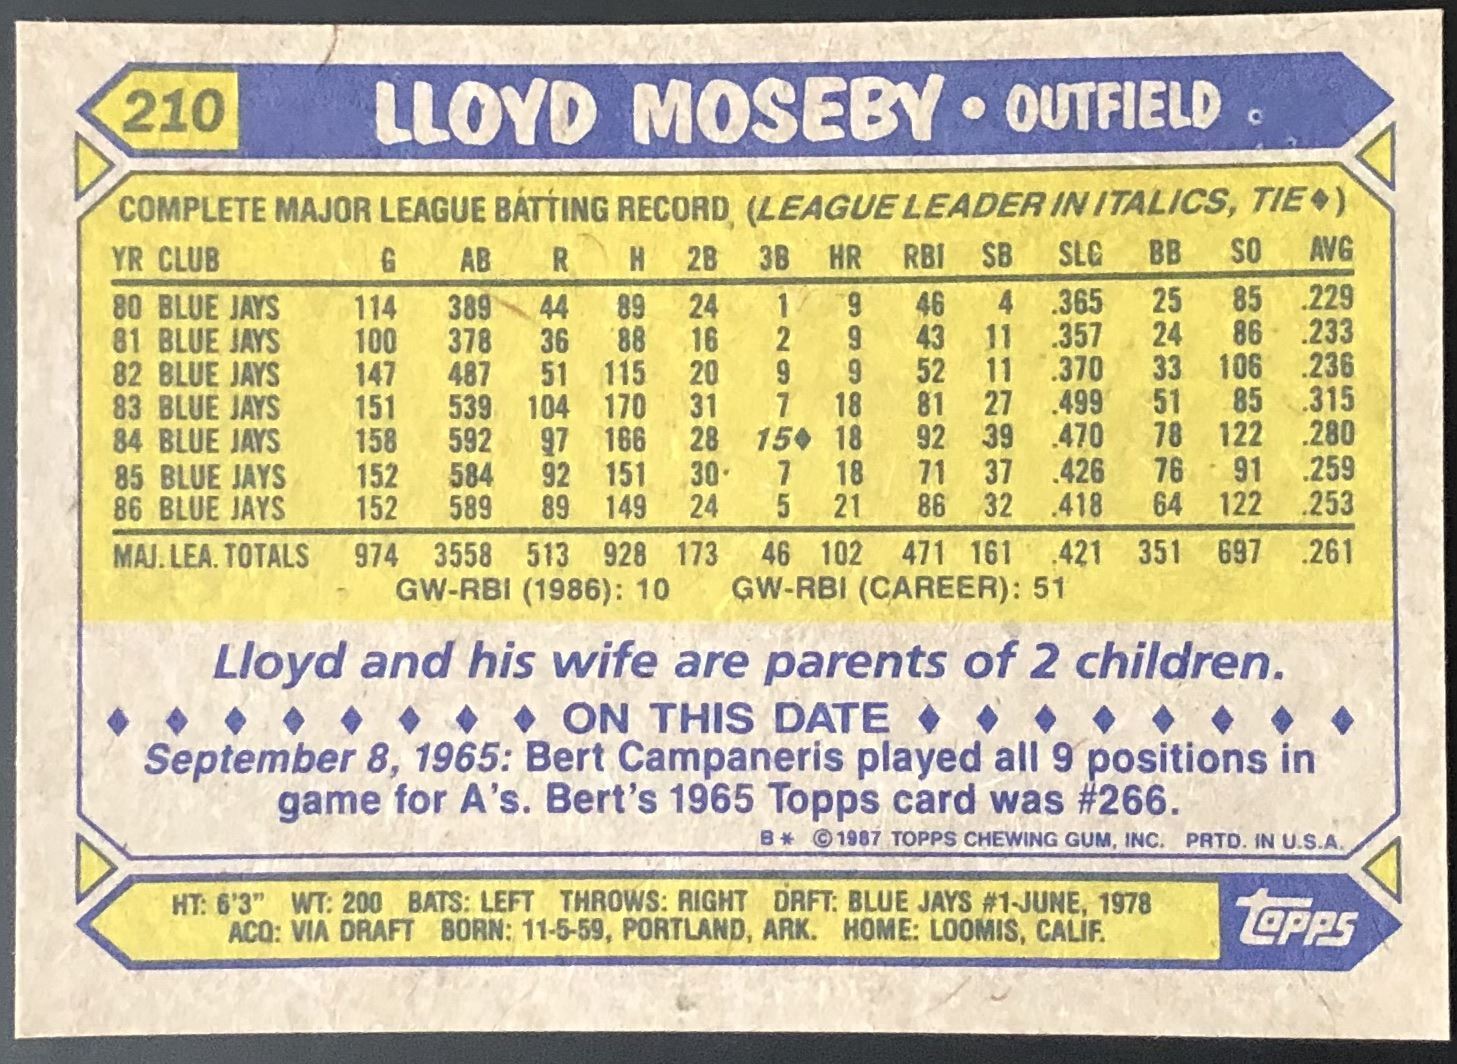 210 LLOYD MOSEBY • OUTFIELD
COMPLETE MAJOR LEAGUE BATTING RECORD (LEAGUE LEADER IN ITALICS, TIE♦)
YR CLUB G AB R H 2B 3B HR RBI SB SLG BB SO AVG
80 BLUE JAYS 114 389 44 89 24 1 9 46 4 .365 25 85 .229
81 BLUE JAYS 100 378 36 88 16 2 9 43 11 .357 24 86 .233
82 BLUE JAYS 147 487 51 115 20 9 9 52 11 .370 33 106 .236
83 BLUE JAYS 151 539 104 170 31 7 18 81 27 .499 51 85 .315
84 BLUE JAYS 158 592 97 166 28 15♦ 18 92 39 .470 78 122 .280
85 BLUE JAYS 152 584 92 151 30 7 18 71 37 .426 76 91 .259
86 BLUE JAYS 152 589 89 149 24 5 21 86 32 .418 64 122 .253
MAJ. LEA. TOTALS 974 3558 513 928 173 46 102 471 161 .421 351 697 .261
GW-RBI (1986): 10 GW-RBI (CAREER): 51
Lloyd and his wife are parents of 2 children.
♦ ♦ ♦ ♦ ♦ ♦ ♦ ♦ ON THIS DATE ♦ ♦ ♦ ♦ ♦ ♦ ♦ ♦
September 8, 1965: Bert Campaneris played all 9 positions in
game for A's. Bert's 1965 Topps card was #266.
B* ©1987 TOPPS CHEWING GUM, INC. PRTD. IN U.S.A.
HT: 6'3" WT: 200 BATS: LEFT THROWS: RIGHT DRFT: BLUE JAYS #1-JUNE, 1978
ACQ: VIA DRAFT BORN: 11-5-59, PORTLAND, ARK. HOME: LOOMIS, CALIF.
topps